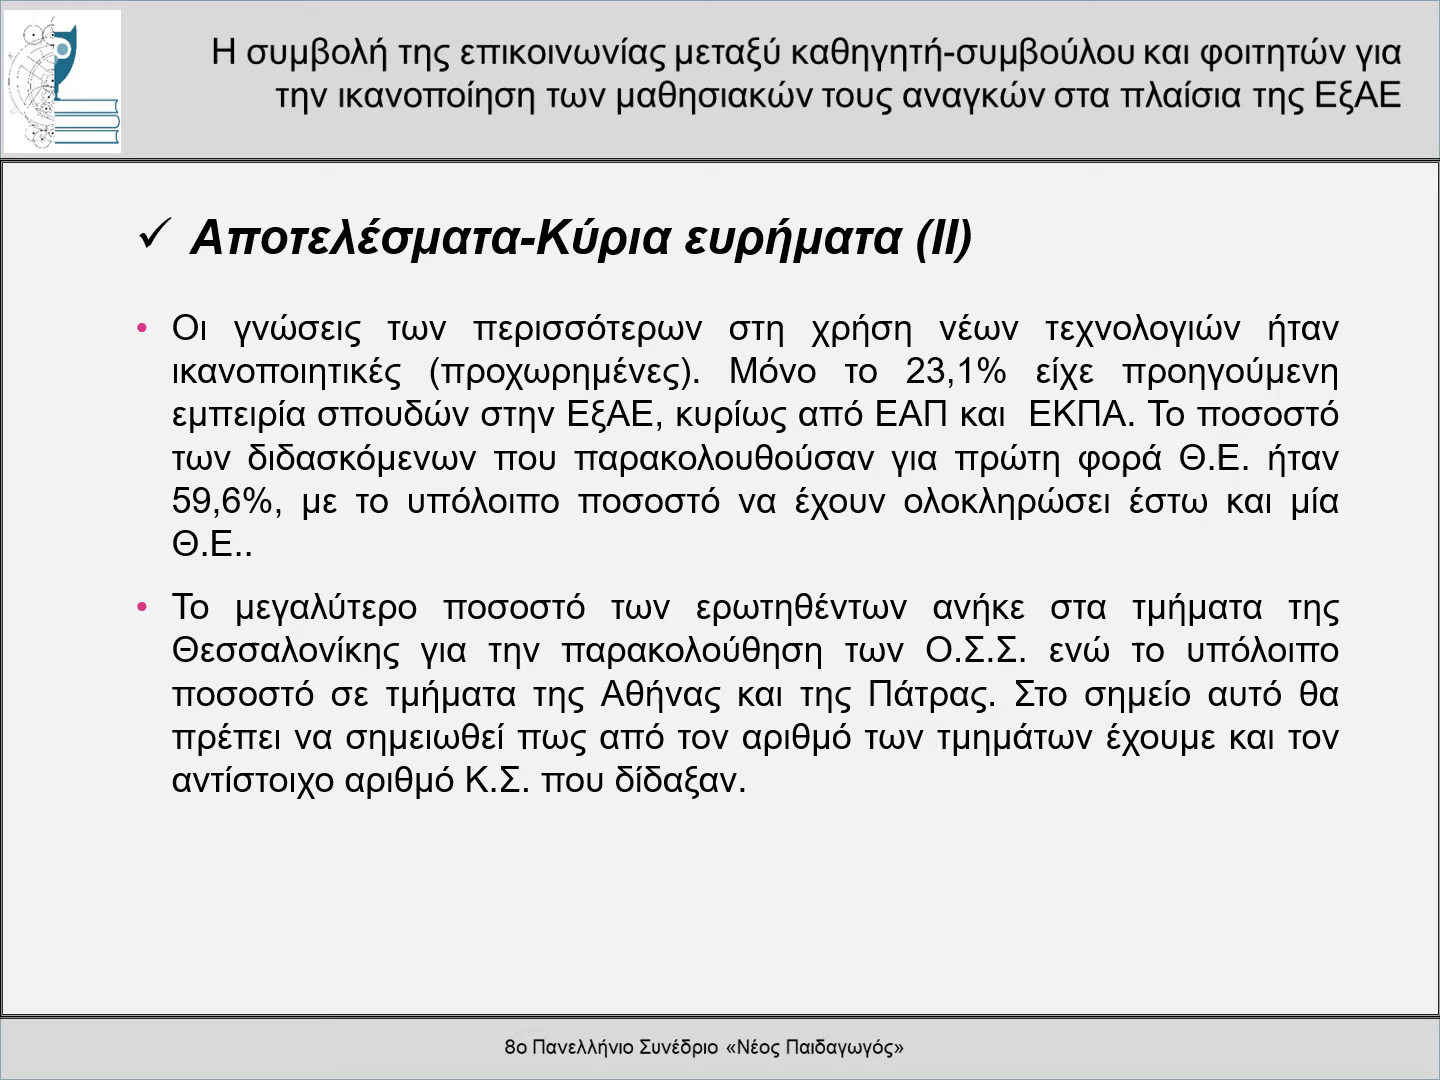 Η συμβολή της επικοινωνίας μεταξύ καθηγητή-συμβούλου και φοιτητών για
την ικανοποίηση των μαθησιακών τους αναγκών στα πλαίσια της ΕξΑΕ
✓ Αποτελέσματα-Κύρια ευρήματα (ΙΙ)
• Οι γνώσεις των περισσότερων στη χρήση νέων τεχνολογιών ήταν
ικανοποιητικές (προχωρημένες). Μόνο το 23,1% είχε προηγούμενη
εμπειρία σπουδών στην ΕξΑΕ, κυρίως από ΕΑΠ και  ΕΚΠΑ. Το ποσοστό
των διδασκόμενων που παρακολουθούσαν για πρώτη φορά Θ.Ε. ήταν
59,6%, με το υπόλοιπο ποσοστό να έχουν ολοκληρώσει έστω και μία
Θ.Ε..
• Το μεγαλύτερο ποσοστό των ερωτηθέντων ανήκε στα τμήματα της
Θεσσαλονίκης για την παρακολούθηση των Ο.Σ.Σ. ενώ το υπόλοιπο
ποσοστό σε τμήματα της Αθήνας και της Πάτρας. Στο σημείο αυτό θα
πρέπει να σημειωθεί πως από τον αριθμό των τμημάτων έχουμε και τον
αντίστοιχο αριθμό Κ.Σ. που δίδαξαν.
8ο Πανελλήνιο Συνέδριο «Νέος Παιδαγωγός»